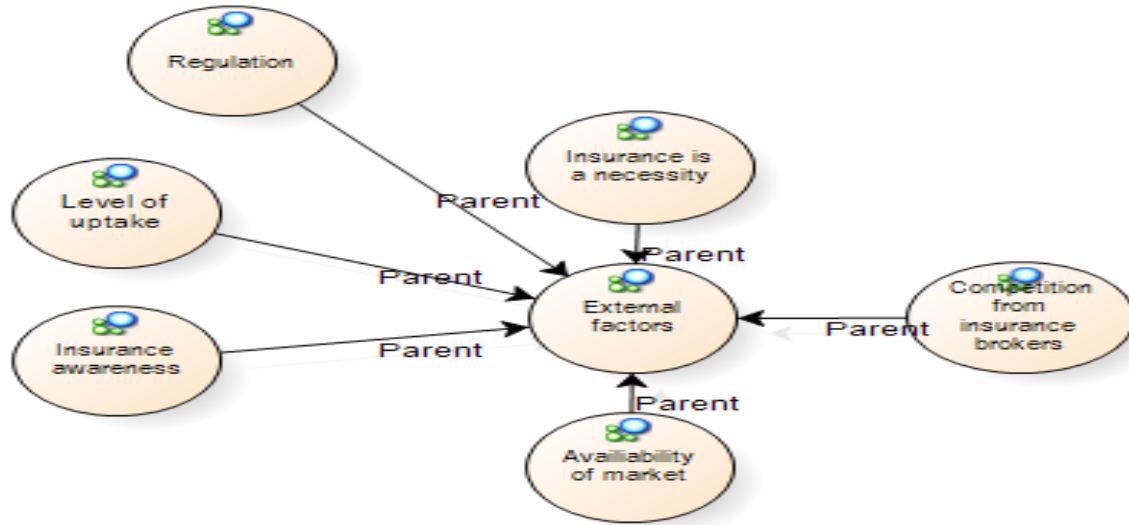 Regulation
Insurance is
a necessity
Level of
uptake
Parent
Parent
Parent
External
factors
Competition
from
insurance
brokers
Parent
Insurance
awareness
Parent
Parent
Availiability
of market